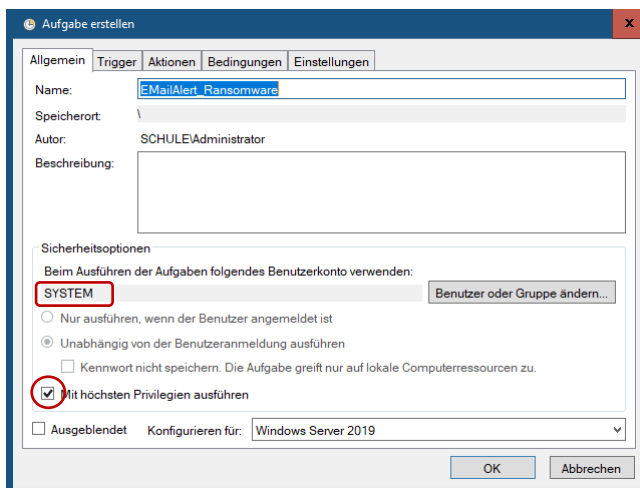 Aufgabe erstellen
x
Allgemein Trigger Aktionen Bedingungen Einstellungen
Name: EMailAlert_Ransomware
Speicherort: \
Autor: SCHULE\Administrator
Beschreibung:
Sicherheitsoptionen
Beim Ausführen der Aufgaben folgendes Benutzerkonto verwenden:
SYSTEM Benutzer oder Gruppe ändern...
Nur ausführen, wenn der Benutzer angemeldet ist
Unabhängig von der Benutzeranmeldung ausführen
Kennwort nicht speichern. Die Aufgabe greift nur auf lokale Computerressourcen zu.
Mit höchsten Privilegien ausführen
Ausgeblendet Konfigurieren für: Windows Server 2019
OK Abbrechen